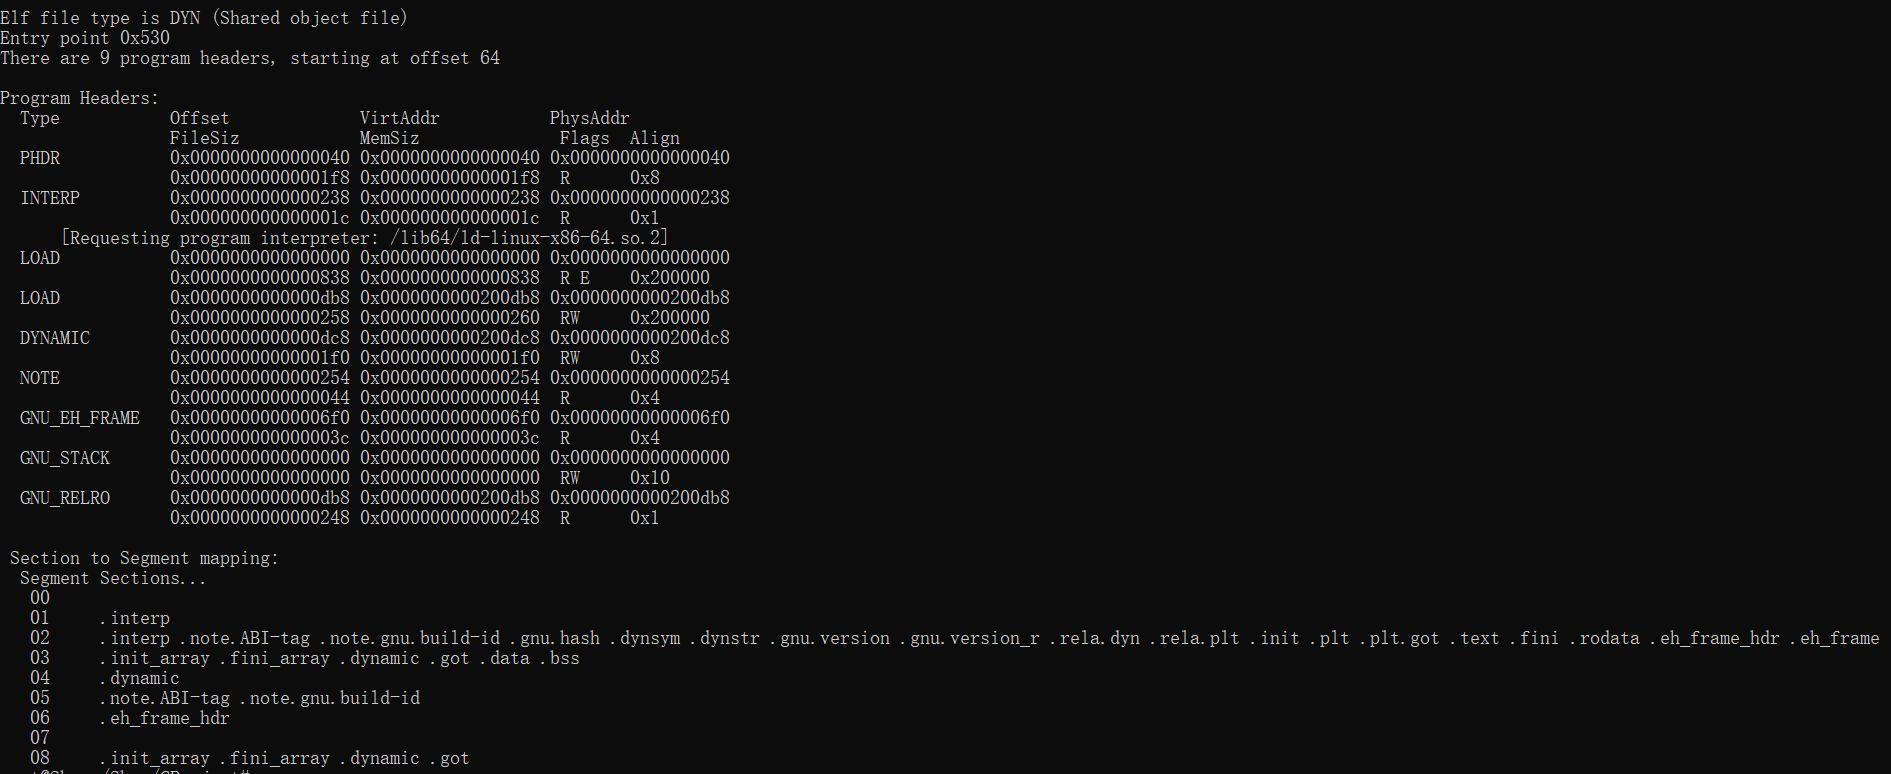 Elf file type is DYN (Shared object file)
Entry point 0x530
There are 9 program headers, starting at offset 64
Program Headers:
Type Offset VirtAddr PhysAddr
FileSiz MemSiz Flags Align
PHDR 0x0000000000000040 0x0000000000000040 0x0000000000000040
0x00000000000001f8 0x00000000000001f8 R 0x8
INTERP 0x0000000000000238 0x0000000000000238 0x0000000000000238
0x000000000000001c 0x000000000000001c R 0x1
[Requesting program interpreter: /lib64/ld-linux-x86-64.so.2]
LOAD 0x0000000000000000 0x0000000000000000 0x0000000000000000
0x0000000000000838 0x0000000000000838 R E 0x200000
LOAD 0x0000000000000db8 0x0000000000200db8 0x0000000000200db8
0x0000000000000258 0x0000000000000260 RW 0x200000
DYNAMIC 0x0000000000000dc8 0x0000000000200dc8 0x0000000000200dc8
0x00000000000001f0 0x00000000000001f0 RW 0x8
NOTE 0x0000000000000254 0x0000000000000254 0x0000000000000254
0x0000000000000044 0x0000000000000044 R 0x4
GNU_EH_FRAME 0x00000000000006f0 0x00000000000006f0 0x00000000000006f0
0x000000000000003c 0x000000000000003c R 0x4
GNU_STACK 0x0000000000000000 0x0000000000000000 0x0000000000000000
0x0000000000000000 0x0000000000000000 RW 0x10
GNU_RELRO 0x0000000000000db8 0x0000000000200db8 0x0000000000200db8
0x0000000000000248 0x0000000000000248 R 0x1
Section to Segment mapping:
Segment Sections...
00
01 .interp
02 .interp .note.ABI-tag .note.gnu.build-id .gnu.hash .dynsym .dynstr .gnu.version .gnu.version_r .rela.dyn .rela.plt .init .plt .plt.got .text .fini .rodata .eh_frame_hdr .eh_frame
03 .init_array .fini_array .dynamic .got .data .bss
04 .dynamic
05 .note.ABI-tag .note.gnu.build-id
06 .eh_frame_hdr
07
08 .init_array .fini_array .dynamic .got